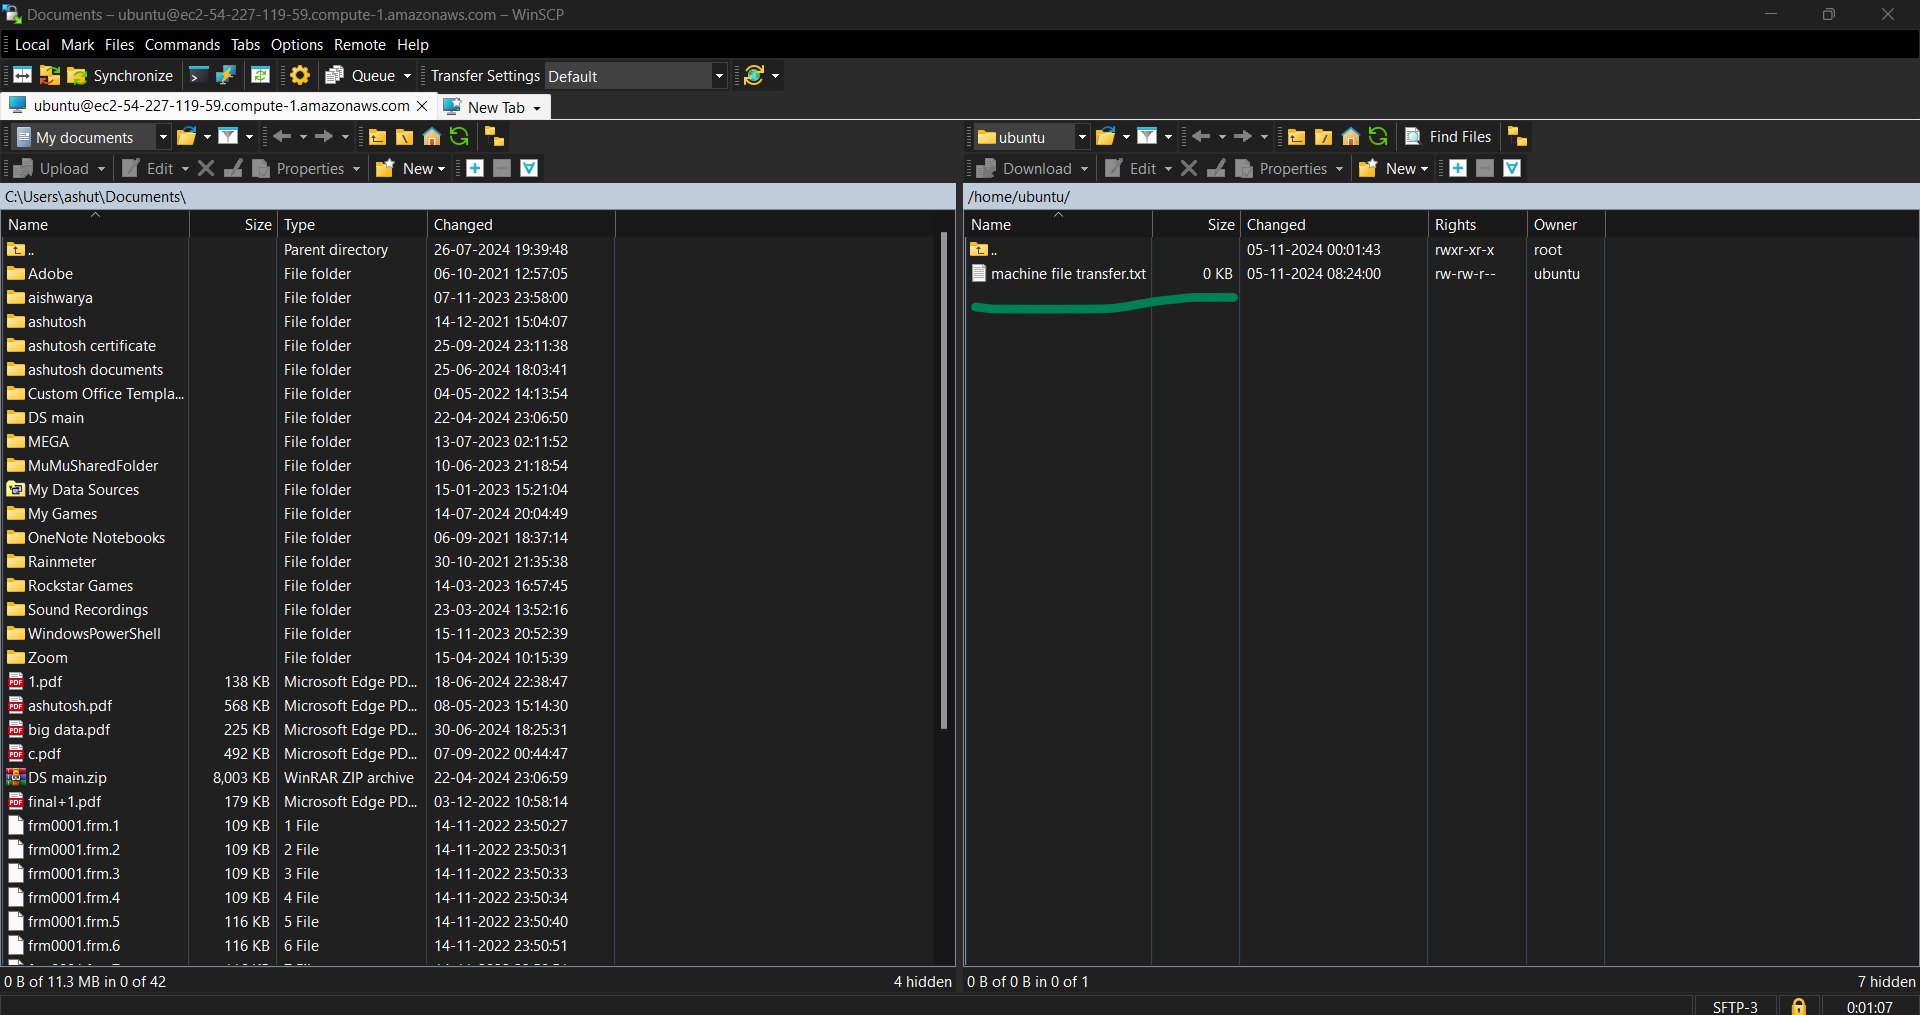 Documents – ubuntu@ec2-54-227-119-59.compute-1.amazonaws.com – WinSCP
Local Mark Files Commands Tabs Options Remote Help
Synchronize Queue Transfer Settings Default
ubuntu@ec2-54-227-119-59.compute-1.amazonaws.com New Tab
My documents
Upload Edit Properties New
C:\Users\ashut\Documents\
Name Size Type Changed
.. Parent directory 26-07-2024 19:39:48
Adobe File folder 06-10-2021 12:57:05
aishwarya File folder 07-11-2023 23:58:00
ashutosh File folder 14-12-2021 15:04:07
ashutosh certificate File folder 25-09-2024 23:11:38
ashutosh documents File folder 25-06-2024 18:03:41
Custom Office Templa... File folder 04-05-2022 14:13:54
DS main File folder 22-04-2024 23:06:50
MEGA File folder 13-07-2023 02:11:52
MuMuSharedFolder File folder 10-06-2023 21:18:54
My Data Sources File folder 15-01-2023 15:21:04
My Games File folder 14-07-2024 20:04:49
OneNote Notebooks File folder 06-09-2021 18:37:14
Rainmeter File folder 30-10-2021 21:35:38
Rockstar Games File folder 14-03-2023 16:57:45
Sound Recordings File folder 23-03-2024 13:52:16
WindowsPowerShell File folder 15-11-2023 20:52:39
Zoom File folder 15-04-2024 10:15:39
1.pdf 138 KB Microsoft Edge PD... 18-06-2024 22:38:47
ashutosh.pdf 568 KB Microsoft Edge PD... 08-05-2023 15:14:30
big data.pdf 225 KB Microsoft Edge PD... 30-06-2024 18:25:31
c.pdf 492 KB Microsoft Edge PD... 07-09-2022 00:44:47
DS main.zip 8,003 KB WinRAR ZIP archive 22-04-2024 23:06:59
final+1.pdf 179 KB Microsoft Edge PD... 03-12-2022 10:58:14
frm0001.frm.1 109 KB 1 File 14-11-2022 23:50:27
frm0001.frm.2 109 KB 2 File 14-11-2022 23:50:31
frm0001.frm.3 109 KB 3 File 14-11-2022 23:50:33
frm0001.frm.4 109 KB 4 File 14-11-2022 23:50:34
frm0001.frm.5 116 KB 5 File 14-11-2022 23:50:40
frm0001.frm.6 116 KB 6 File 14-11-2022 23:50:51
0 B of 11.3 MB in 0 of 42 4 hidden
ubuntu Find Files
Download Edit Properties New
/home/ubuntu/
Name Size Changed Rights Owner
.. 05-11-2024 00:01:43 rwxr-xr-x root
machine file transfer.txt 0 KB 05-11-2024 08:24:00 rw-rw-r-- ubuntu
0 B of 0 B in 0 of 1 7 hidden
SFTP-3 0:01:07